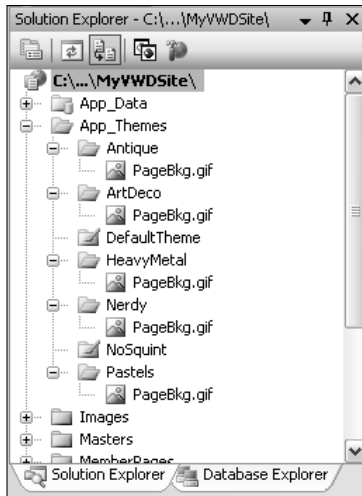 Solution Explorer - C:\...\MyVWDSite\
C:\...\MyVWDSite\
App_Data
App_Themes
Antique
PageBkg.gif
ArtDeco
PageBkg.gif
DefaultTheme
HeavyMetal
PageBkg.gif
Nerdy
PageBkg.gif
NoSquint
Pastels
PageBkg.gif
Images
Masters
MemberPages
Solution Explorer Database Explorer